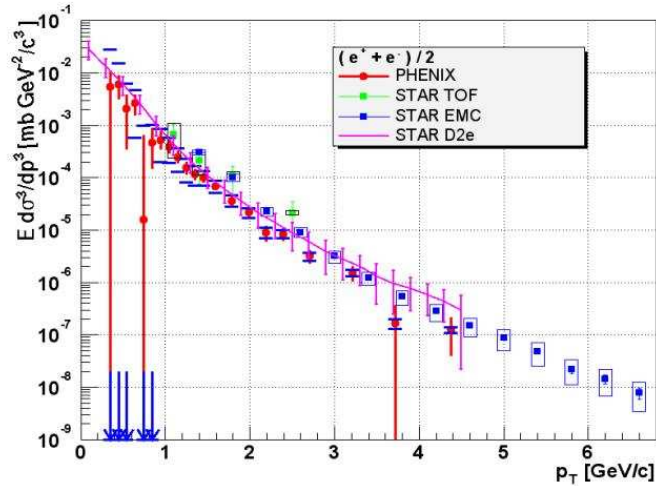 E dσ³/dp³ [mb GeV⁻²/c³]
10⁻¹
10⁻²
10⁻³
10⁻⁴
10⁻⁵
10⁻⁶
10⁻⁷
10⁻⁸
10⁻⁹
(e⁺ + e⁻) / 2
PHENIX
STAR TOF
STAR EMC
STAR D2e
0 1 2 3 4 5 6
p_T [GeV/c]